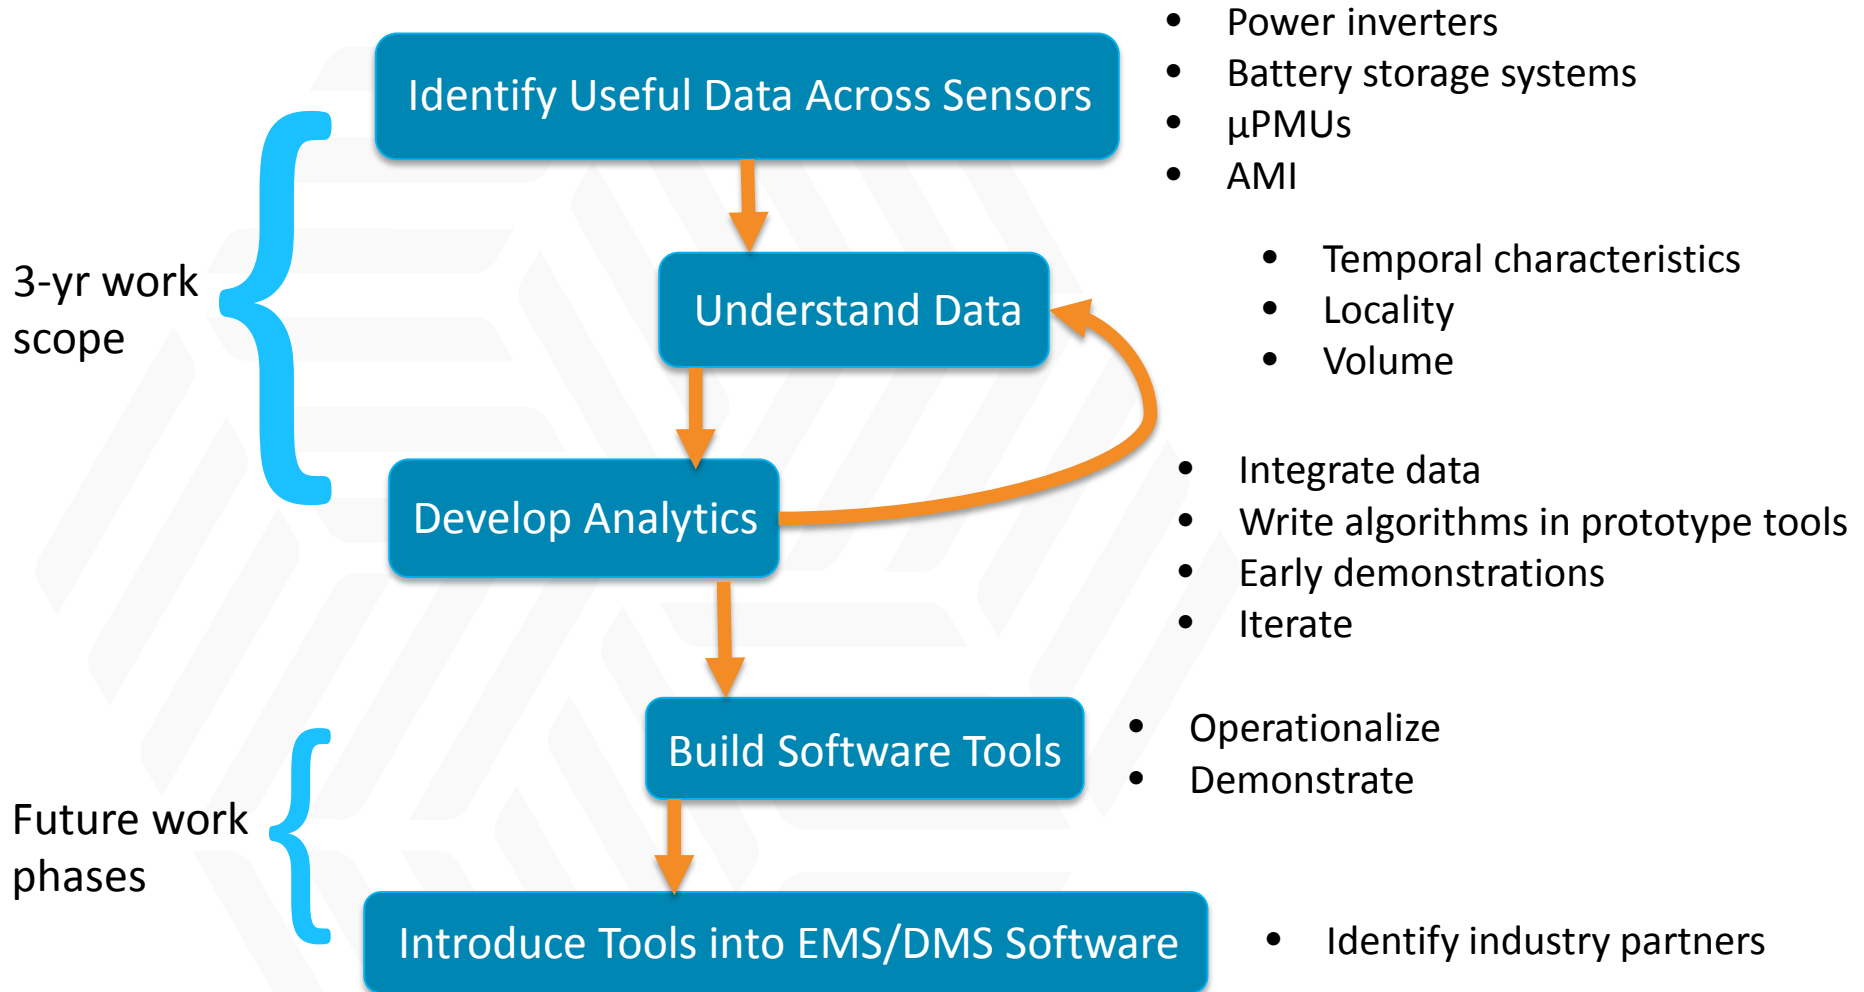 Identify Useful Data Across Sensors
• Power inverters
• Battery storage systems
• µPMUs
• AMI
3-yr work
scope
Understand Data
• Temporal characteristics
• Locality
• Volume
Develop Analytics
• Integrate data
• Write algorithms in prototype tools
• Early demonstrations
• Iterate
Future work
phases
Build Software Tools
• Operationalize
• Demonstrate
Introduce Tools into EMS/DMS Software
• Identify industry partners